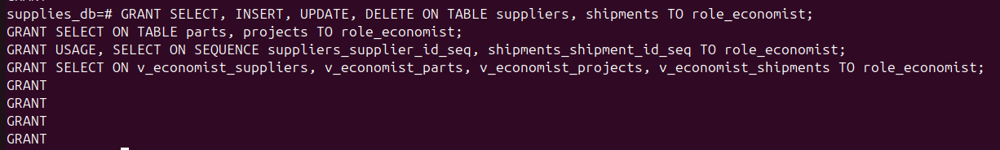 supplies_db=# GRANT SELECT, INSERT, UPDATE, DELETE ON TABLE suppliers, shipments TO role_economist;
GRANT SELECT ON TABLE parts, projects TO role_economist;
GRANT USAGE, SELECT ON SEQUENCE suppliers_supplier_id_seq, shipments_shipment_id_seq TO role_economist;
GRANT SELECT ON v_economist_suppliers, v_economist_parts, v_economist_projects, v_economist_shipments TO role_economist;
GRANT
GRANT
GRANT
GRANT